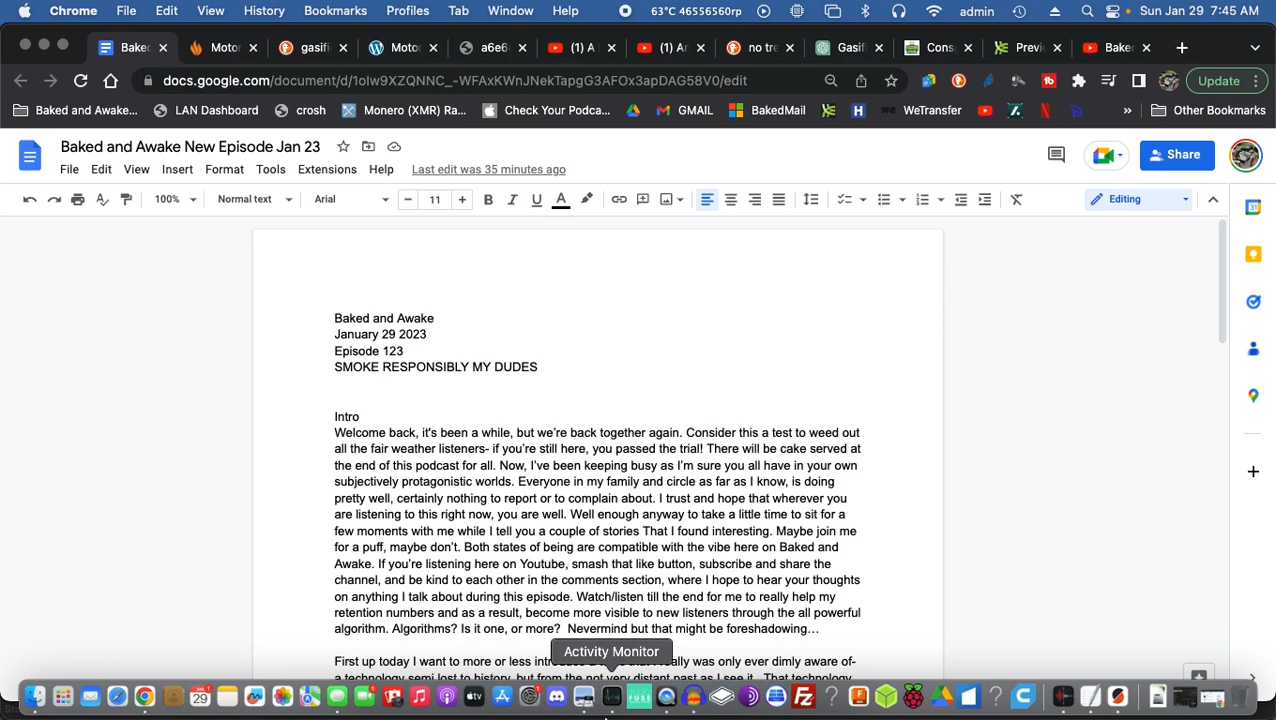 Chrome File Edit View History Bookmarks Profiles Tab Window Help 63°C 46556560rp admin Sun Jan 29 7:45 AM
Baked Motor gasifi Motor a6e6 (1) A (1) Ar no tre Gasif Consp Previe Baked
docs.google.com/document/d/1oIw9XZQNNC_-WFAxKWnJNekTapgG3AFOx3apDAG58V0/edit Update
Baked and Awake... LAN Dashboard crosh Monero (XMR) Ra... Check Your Podca... GMAIL BakedMail WeTransfer » Other Bookmarks
Baked and Awake New Episode Jan 23
File Edit View Insert Format Tools Extensions Help Last edit was 35 minutes ago
Share
100% Normal text Arial 11 Editing
Baked and Awake
January 29 2023
Episode 123
SMOKE RESPONSIBLY MY DUDES
Intro
Welcome back, it's been a while, but we're back together again. Consider this a test to weed out
all the fair weather listeners- if you're still here, you passed the trial! There will be cake served at
the end of this podcast for all. Now, I've been keeping busy as I'm sure you all have in your own
subjectively protagonistic worlds. Everyone in my family and circle as far as I know, is doing
pretty well, certainly nothing to report or to complain about. I trust and hope that wherever you
are listening to this right now, you are well. Well enough anyway to take a little time to sit for a
few moments with me while I tell you a couple of stories That I found interesting. Maybe join me
for a puff, maybe don't. Both states of being are compatible with the vibe here on Baked and
Awake. If you're listening here on Youtube, smash that like button, subscribe and share the
channel, and be kind to each other in the comments section, where I hope to hear your thoughts
on anything I talk about during this episode. Watch/listen till the end for me to really help my
retention numbers and as a result, become more visible to new listeners through the all powerful
algorithm. Algorithms? Is it one, or more?  Nevermind but that might be foreshadowing…
Activity Monitor
First up today I want to more or less was only ever dimly aware of-